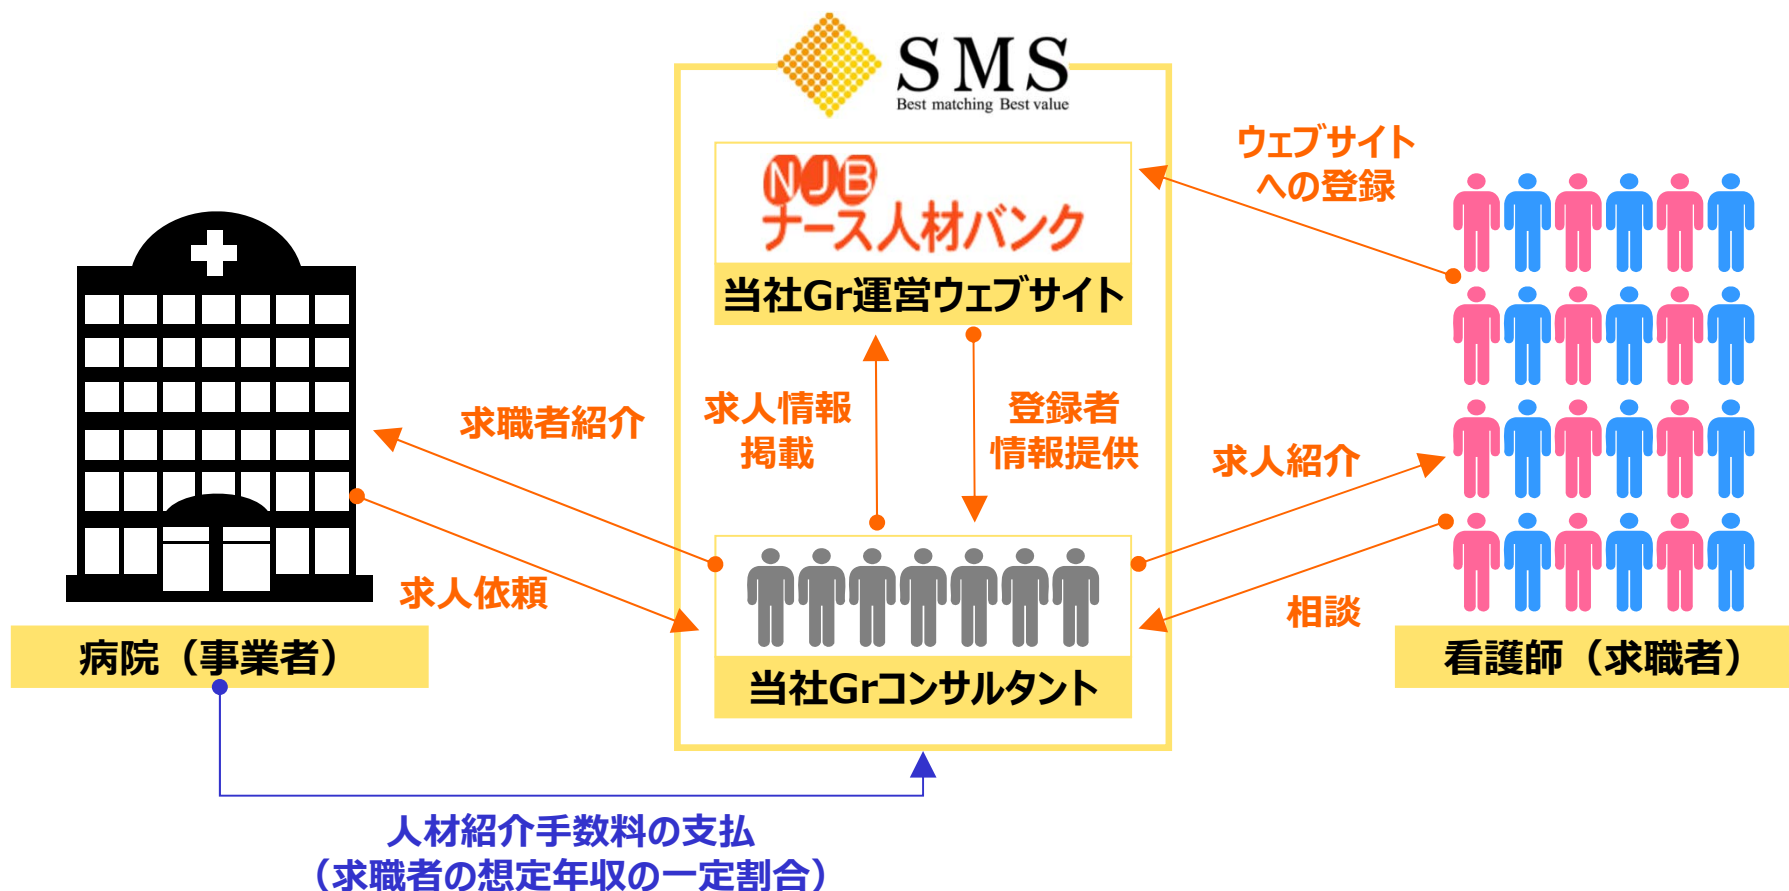 SMS
Best matching Best value
NJB
ナース人材バンク
当社Gr運営ウェブサイト
ウェブサイト
への登録
求職者紹介
求人情報
掲載
登録者
情報提供
求人紹介
求人依頼
相談
病院（事業者）
当社Grコンサルタント
看護師（求職者）
人材紹介手数料の支払
（求職者の想定年収の一定割合）